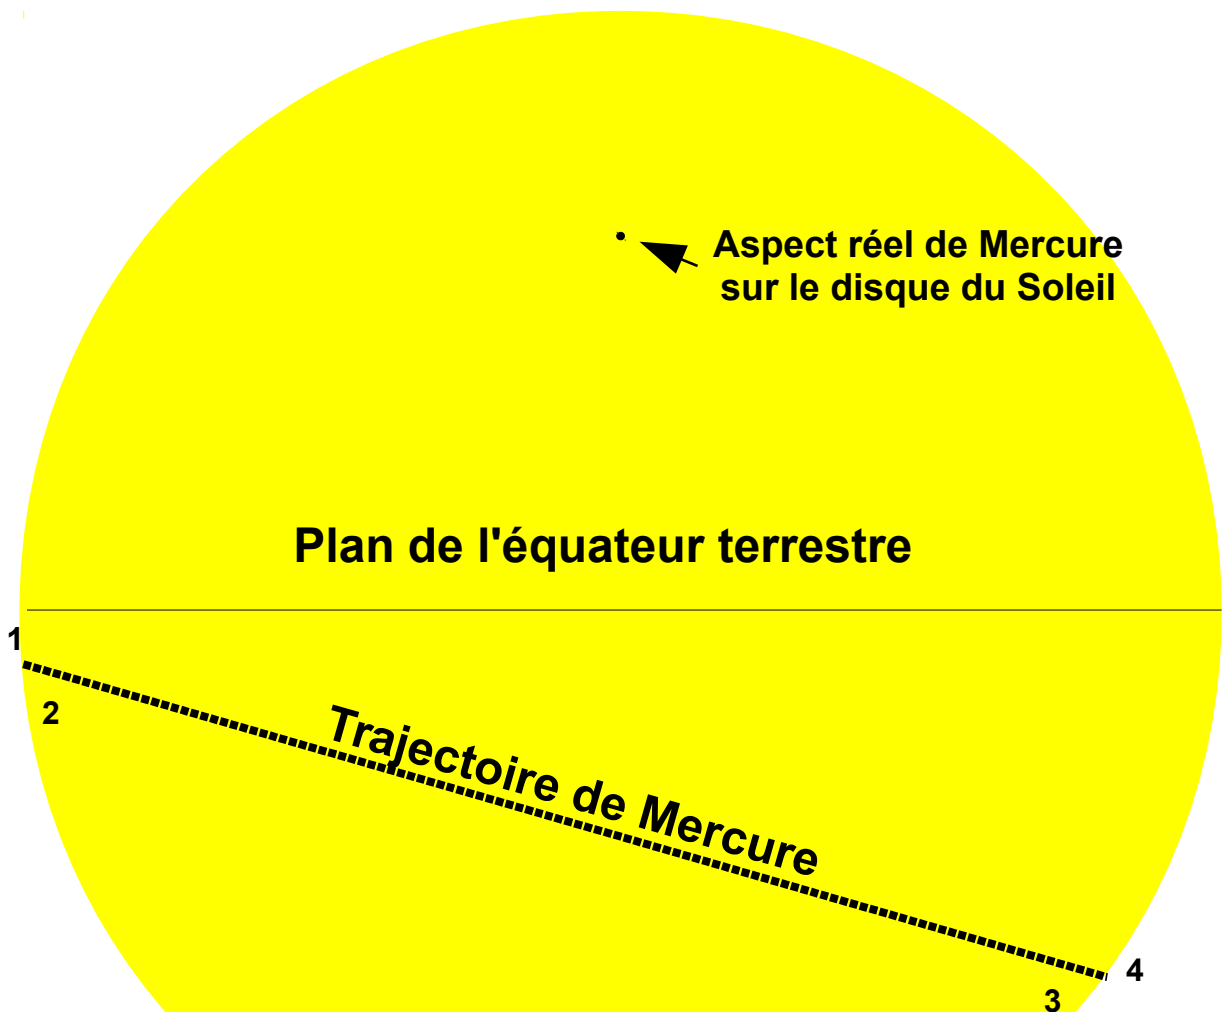 Aspect réel de Mercure
sur le disque du Soleil
Plan de l'équateur terrestre
1
2
Trajectoire de Mercure
4
3